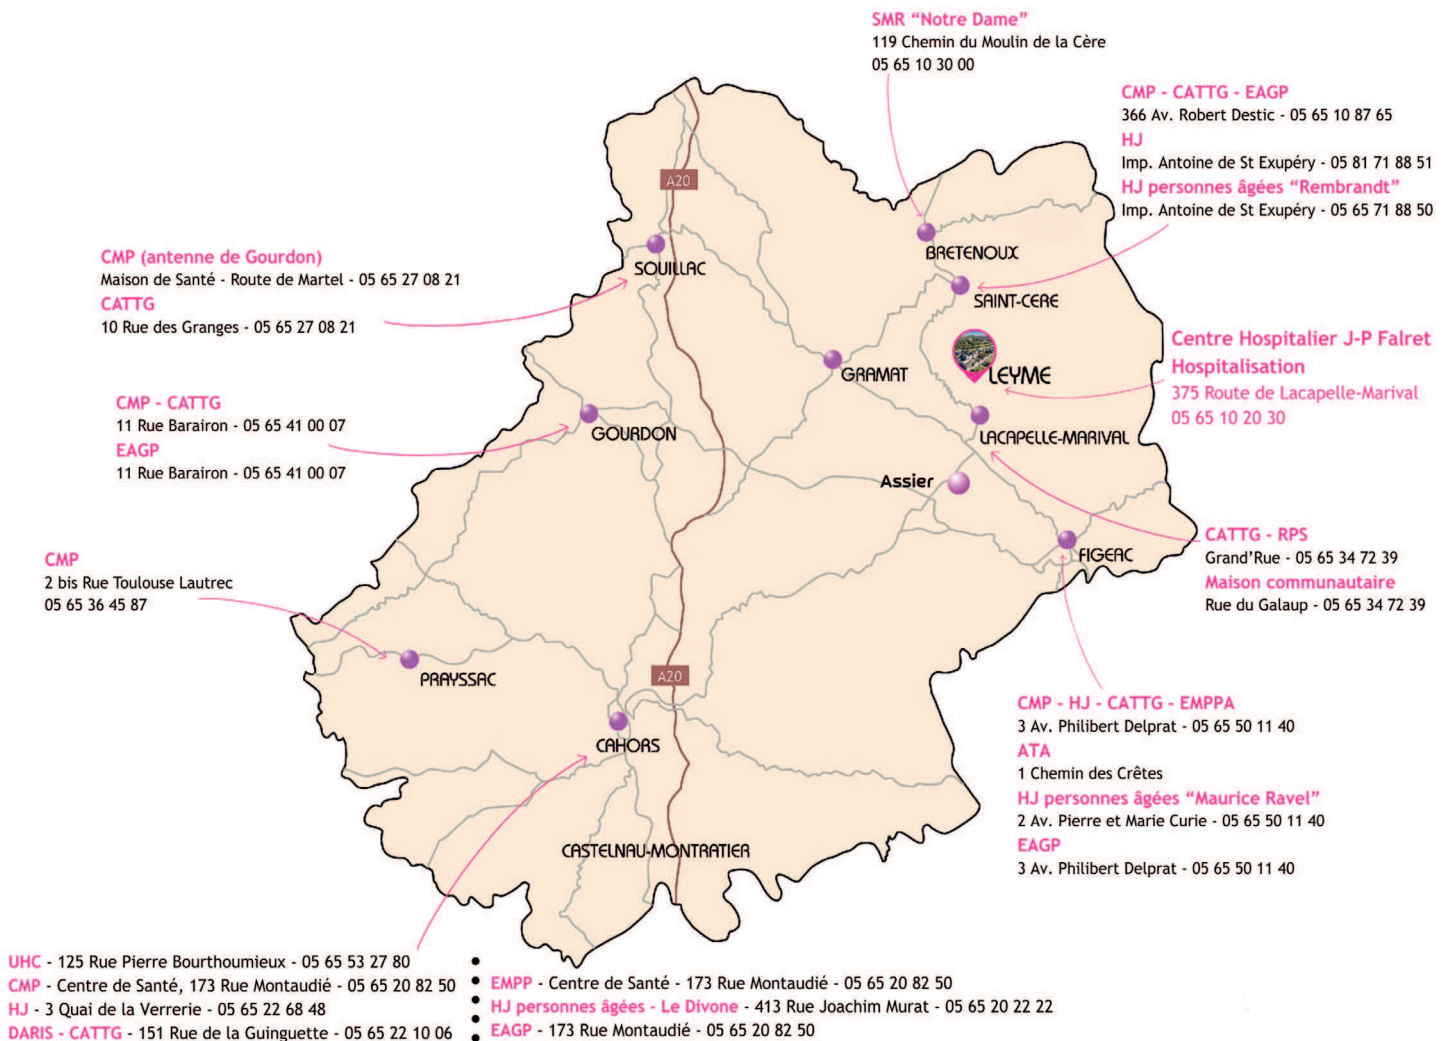 SMR “Notre Dame”
119 Chemin du Moulin de la Cère
05 65 10 30 00
CMP - CATTG - EAGP
366 Av. Robert Destic - 05 65 10 87 65
HJ
Imp. Antoine de St Exupéry - 05 81 71 88 51
HJ personnes âgées “Rembrandt”
Imp. Antoine de St Exupéry - 05 65 71 88 50
A20
CMP (antenne de Gourdon)
Maison de Santé - Route de Martel - 05 65 27 08 21
CATTG
10 Rue des Granges - 05 65 27 08 21
SOUILLAC
BRETENOUX
SAINT-CERE
Centre Hospitalier J-P Falret
Hospitalisation
375 Route de Lacapelle-Marival
05 65 10 20 30
GRAMAT
LEYME
CMP - CATTG
11 Rue Barairon - 05 65 41 00 07
EAGP
11 Rue Barairon - 05 65 41 00 07
GOURDON
LACAPELLE-MARIVAL
Assier
FIGEAC
CATTG - RPS
Grand’Rue - 05 65 34 72 39
Maison communautaire
Rue du Galaup - 05 65 34 72 39
CMP
2 bis Rue Toulouse Lautrec
05 65 36 45 87
PRAYSSAC
A20
CAHORS
CMP - HJ - CATTG - EMPPA
3 Av. Philibert Delprat - 05 65 50 11 40
ATA
1 Chemin des Crêtes
HJ personnes âgées “Maurice Ravel”
2 Av. Pierre et Marie Curie - 05 65 50 11 40
EAGP
3 Av. Philibert Delprat - 05 65 50 11 40
CASTELNAU-MONTRATIER
UHC - 125 Rue Pierre Bourthoumieux - 05 65 53 27 80
CMP - Centre de Santé, 173 Rue Montaudié - 05 65 20 82 50
HJ - 3 Quai de la Verrerie - 05 65 22 68 48
DARIS - CATTG - 151 Rue de la Guinguette - 05 65 22 10 06
EMPP - Centre de Santé - 173 Rue Montaudié - 05 65 20 82 50
HJ personnes âgées - Le Divone - 413 Rue Joachim Murat - 05 65 20 22 22
EAGP - 173 Rue Montaudié - 05 65 20 82 50